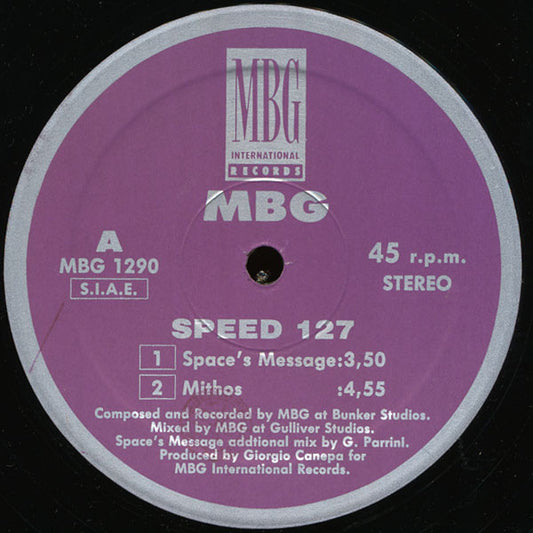 MBG
INTERNATIONAL
RECORDS
MBG
A
MBG 1290
S.I.A.E.
45 r.p.m.
STEREO
SPEED 127
1 Space's Message:3,50
2 Mithos :4,55
Composed and Recorded by MBG at Bunker Studios.
Mixed by MBG at Gulliver Studios.
Space's Message addtional mix by G. Parrini.
Produced by Giorgio Canepa for
MBG International Records.